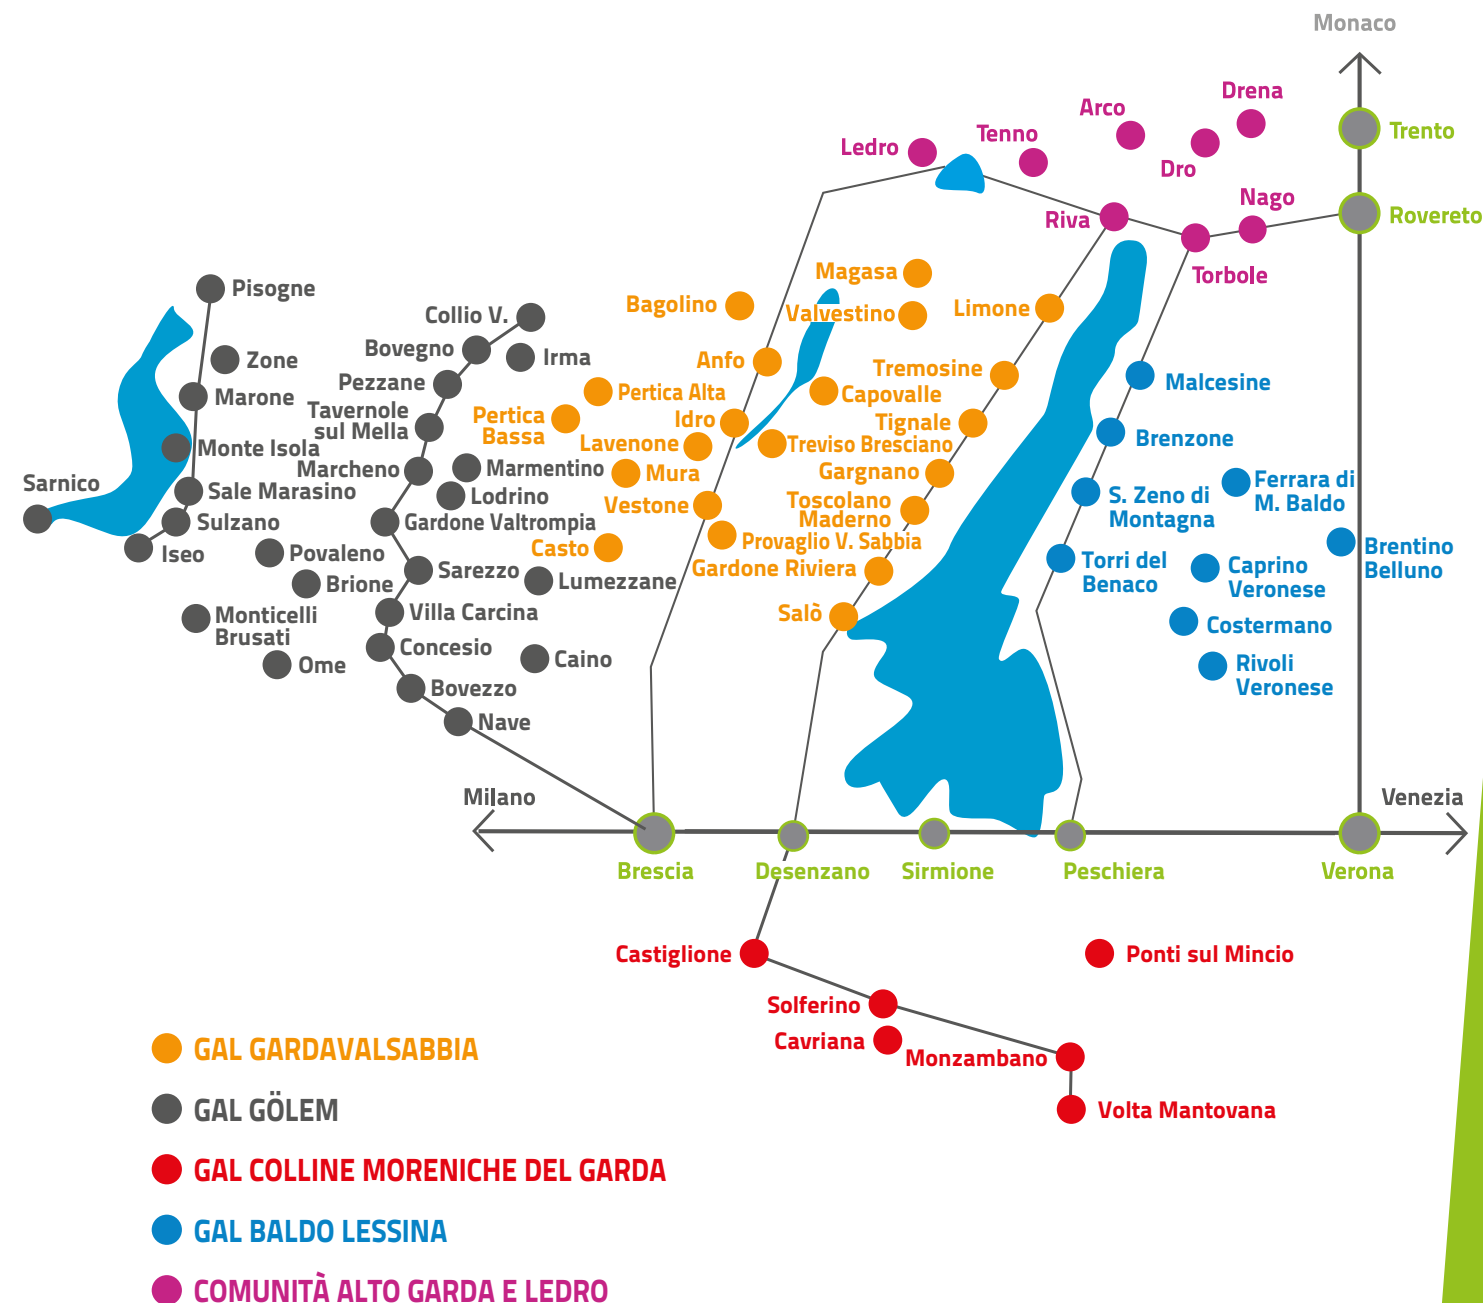 Monaco
Drena
Arco
Trento
Tenno
Ledro
Dro
Nago
Riva
Rovereto
Torbole
Magasa
Pisogne
Bagolino
Valvestino
Limone
Collio V.
Bovegno
Irma
Zone
Anfo
Tremosine
Pezzane
Malcesine
Marone
Pertica Alta
Capovalle
Tavernole
sul Mella
Pertica
Bassa
Idro
Tignale
Brenzone
Monte Isola
Lavenone
Treviso Bresciano
Marcheno
Marmentino
Mura
Gargnano
Ferrara di
M. Baldo
Sarnico
Sale Marasino
Lodrino
Vestone
Toscolano
Maderno
S. Zeno di
Montagna
Sulzano
Gardone Valtrompia
Provaglio V. Sabbia
Iseo
Povaleno
Casto
Brentino
Belluno
Sarezzo
Gardone Riviera
Torri del
Benaco
Caprino
Veronese
Brione
Lumezzane
Monticelli
Brusati
Villa Carcina
Salò
Costermano
Concesio
Ome
Caino
Rivoli
Veronese
Bovezzo
Nave
Milano
Venezia
Brescia
Desenzano
Sirmione
Peschiera
Verona
Castiglione
Ponti sul Mincio
Solferino
Cavriana
Monzambano
Volta Mantovana
GAL GARDAVALSABBIA
GAL GÖLEM
GAL COLLINE MORENICHE DEL GARDA
GAL BALDO LESSINA
COMUNITÀ ALTO GARDA E LEDRO